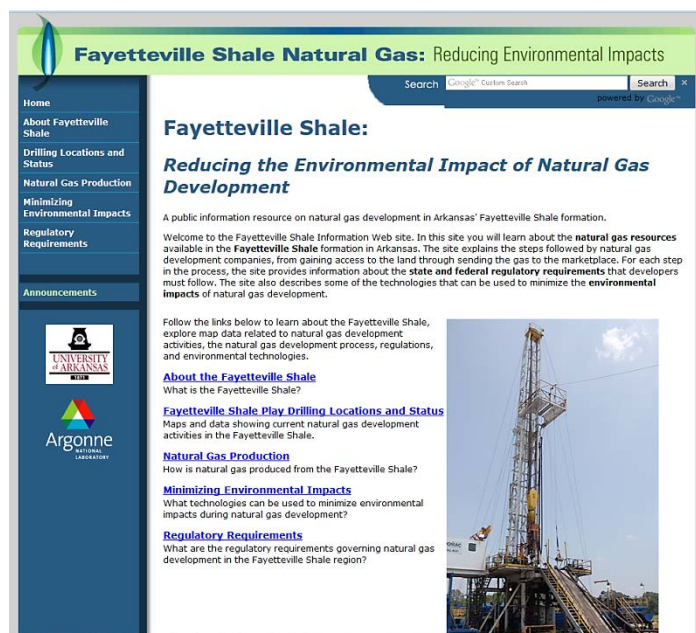 Fayetteville Shale Natural Gas: Reducing Environmental Impacts
Search Google™ Custom Search Search ×
powered by Google™
Home
About Fayetteville
Shale
Drilling Locations and
Status
Natural Gas Production
Minimizing
Environmental Impacts
Regulatory
Requirements
Announcements
UNIVERSITY
of ARKANSAS
1871
Argonne
NATIONAL
LABORATORY
Fayetteville Shale:
Reducing the Environmental Impact of Natural Gas
Development
A public information resource on natural gas development in Arkansas' Fayetteville Shale formation.
Welcome to the Fayetteville Shale Information Web site. In this site you will learn about the natural gas resources
available in the Fayetteville Shale formation in Arkansas. The site explains the steps followed by natural gas
development companies, from gaining access to the land through sending the gas to the marketplace. For each step
in the process, the site provides information about the state and federal regulatory requirements that developers
must follow. The site also describes some of the technologies that can be used to minimize the environmental
impacts of natural gas development.
Follow the links below to learn about the Fayetteville Shale,
explore map data related to natural gas development
activities, the natural gas development process, regulations,
and environmental technologies.
About the Fayetteville Shale
What is the Fayetteville Shale?
Fayetteville Shale Play Drilling Locations and Status
Maps and data showing current natural gas development
activities in the Fayetteville Shale.
Natural Gas Production
How is natural gas produced from the Fayetteville Shale?
Minimizing Environmental Impacts
What technologies can be used to minimize environmental
impacts during natural gas development?
Regulatory Requirements
What are the regulatory requirements governing natural gas
development in the Fayetteville Shale region?